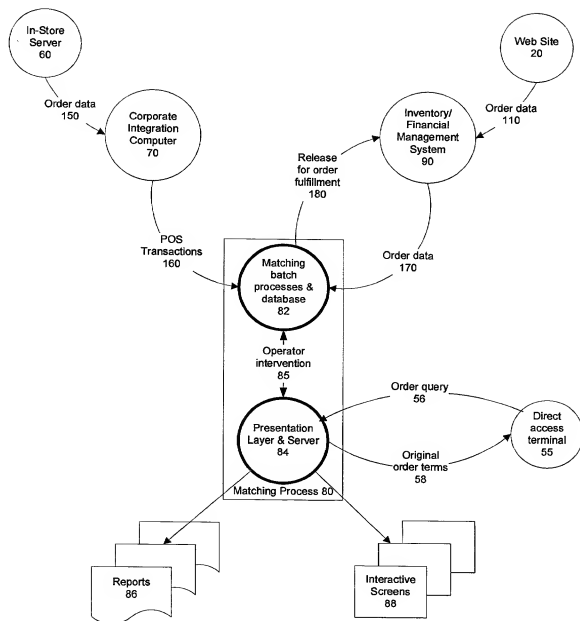 In-Store
Server
60
Web Site
20
Order data
150
Order data
110
Corporate
Integration
Computer
70
Inventory/
Financial
Management
System
90
Release
for order
fulfillment
180
POS
Transactions
160
Order data
170
Matching
batch
processes &
database
82
Operator
intervention
85
Order query
56
Presentation
Layer & Server
84
Direct
access
terminal
55
Original
order terms
58
Matching Process 80
Reports
86
Interactive
Screens
88